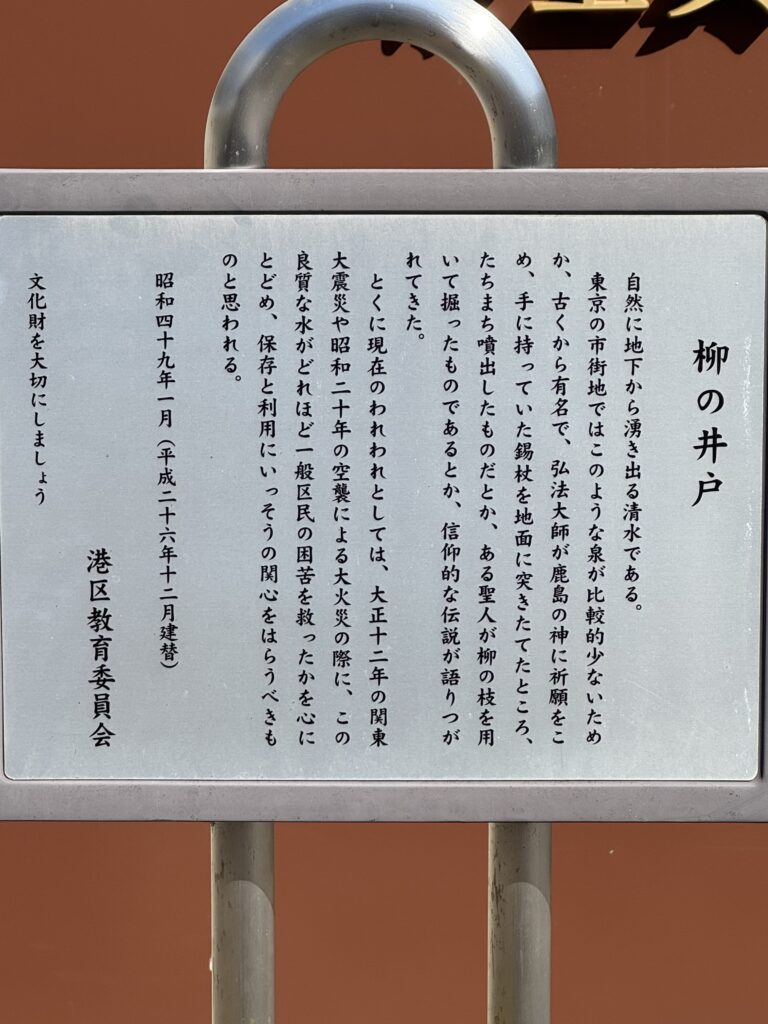 柳の井戸
自然に地下から湧き出る清水である。
東京の市街地ではこのような泉が比較的少ないため
か、古くから有名で、弘法大師が鹿島の神に祈願をこ
め、手に持っていた錫杖を地面に突きたてたところ、
たちまち噴出したものだとか、ある聖人が柳の枝を用
いて掘ったものであるとか、信仰的な伝説が語りつが
れてきた。
とくに現在のわれわれとしては、大正十二年の関東
大震災や昭和二十年の空襲による大火災の際に、この
良質な水がどれほど一般区民の困苦を救ったかを心に
とどめ、保存と利用にいっそうの関心をはらうべきも
のと思われる。
昭和四十九年一月（平成二十六年十二月建替）
港区教育委員会
文化財を大切にしましょう